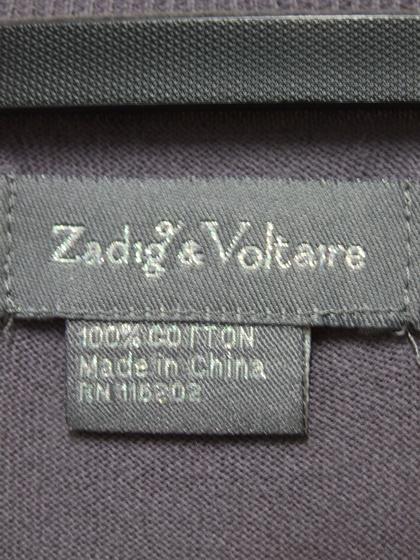 Zadig & Voltaire
100% COTTON
Made in China
RN 116202